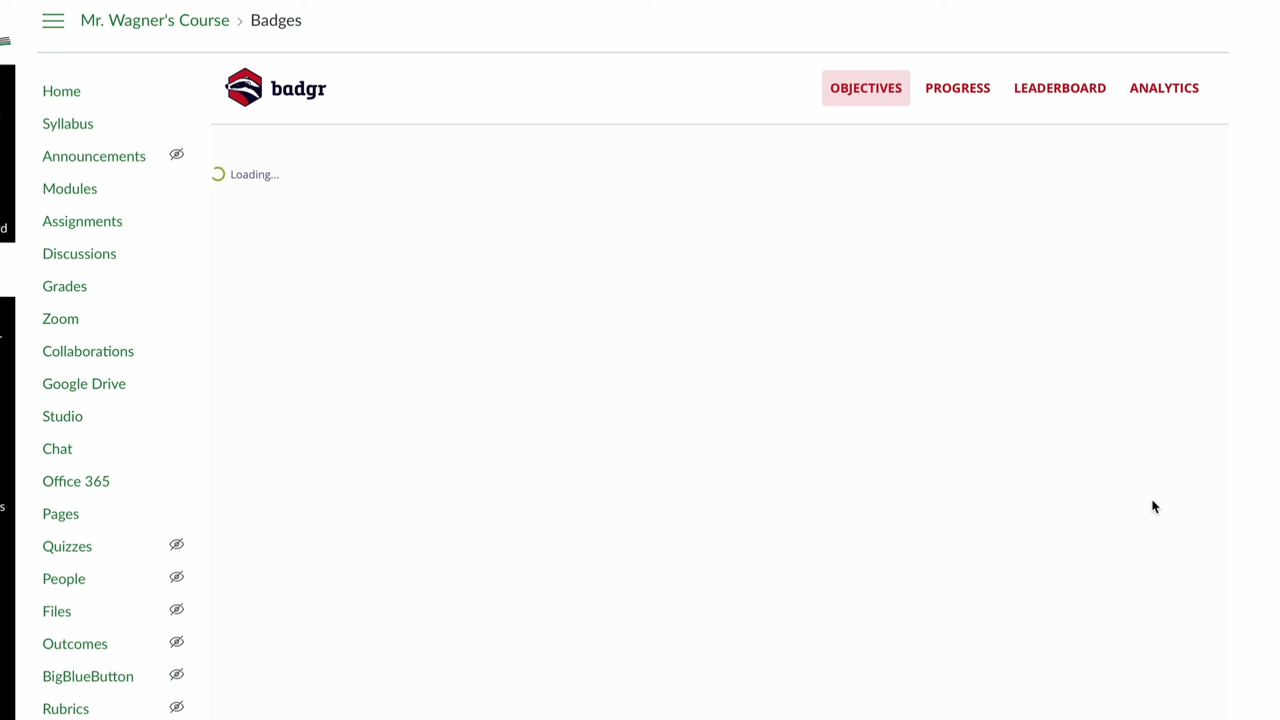 Mr. Wagner's Course > Badges
badgr
OBJECTIVES PROGRESS LEADERBOARD ANALYTICS
Loading...
Home
Syllabus
Announcements
Modules
Assignments
Discussions
Grades
Zoom
Collaborations
Google Drive
Studio
Chat
Office 365
Pages
Quizzes
People
Files
Outcomes
BigBlueButton
Rubrics